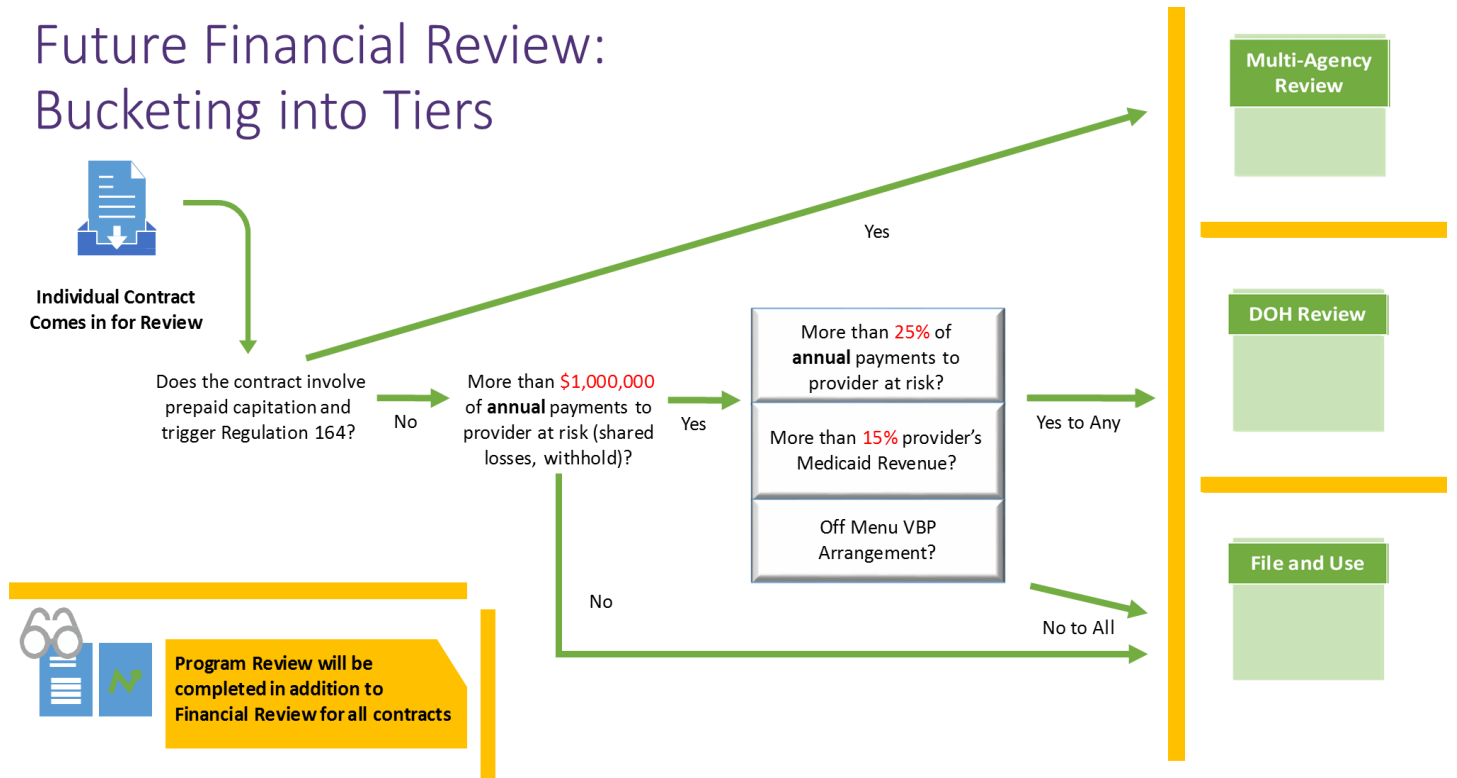 Future Financial Review:
Bucketing into Tiers
Individual Contract
Comes in for Review
Does the contract involve
prepaid capitation and
trigger Regulation 164?
Yes
No
More than $1,000,000
of annual payments to
provider at risk (shared
losses, withhold)?
Yes
No
More than 25% of
annual payments to
provider at risk?
More than 15% provider's
Medicaid Revenue?
Off Menu VBP
Arrangement?
Yes to Any
No to All
Multi-Agency
Review
DOH Review
File and Use
Program Review will be
completed in addition to
Financial Review for all contracts